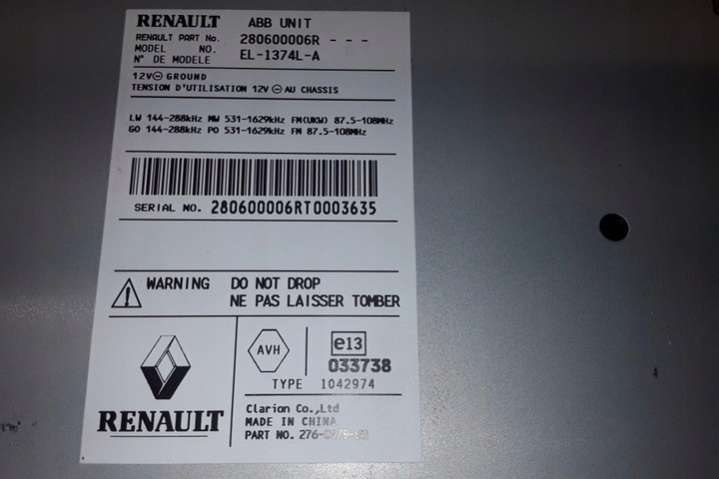 RENAULT ABB UNIT
RENAULT PART No. 280600006R - - -
MODEL NO. EL-1374L-A
N° DE MODELE
12V⊖ GROUND
TENSION D'UTILISATION 12V ⊖ AU CHASSIS
LW 144-288kHz MW 531-1629kHz FM(UKW) 87.5-108MHz
GO 144-288kHz PO 531-1629kHz FM 87.5-108MHz
SERIAL NO. 280600006RT0003635
WARNING DO NOT DROP
NE PAS LAISSER TOMBER
AVH e13
033738
TYPE 1042974
RENAULT
Clarion Co.,Ltd
MADE IN CHINA
PART NO.